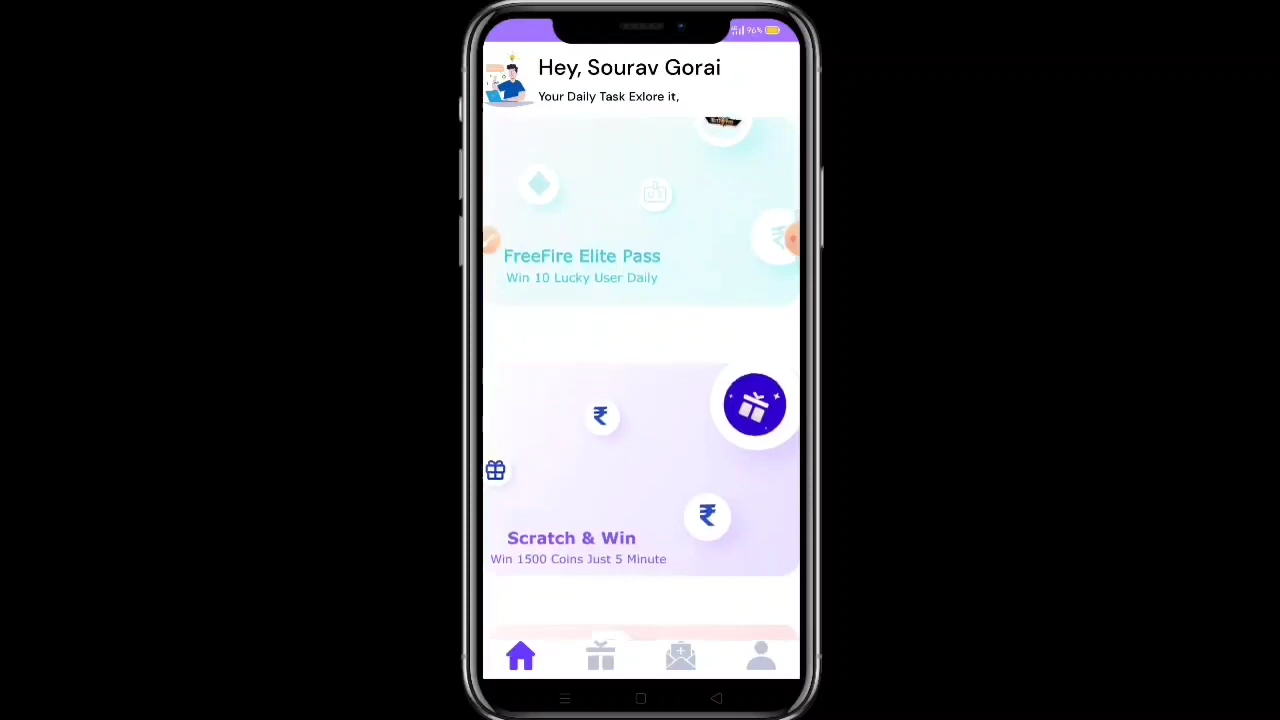 96%
Hey, Sourav Gorai
Your Daily Task Exlore it,
FreeFire Elite Pass
Win 10 Lucky User Daily
₹
₹
Scratch & Win
₹
Win 1500 Coins Just 5 Minute